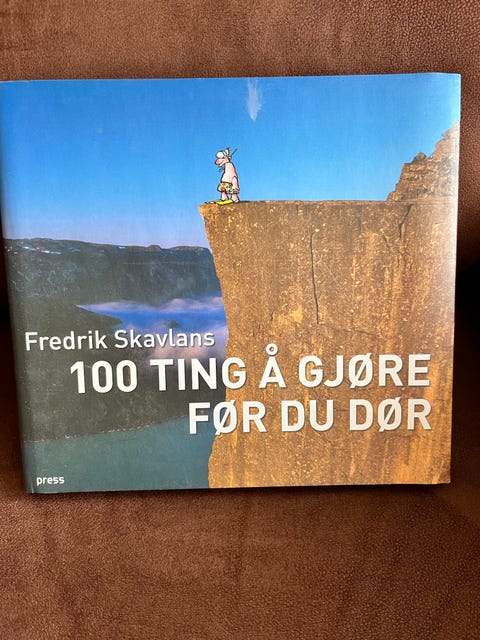 Fredrik Skavlans
100 TING Å GJØRE
FØR DU DØR
press